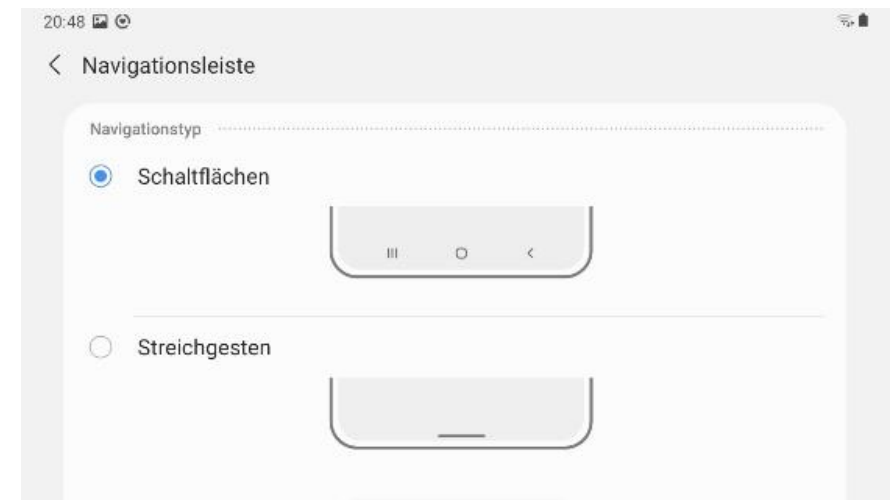 20:48
Navigationsleiste
Navigationstyp
Schaltflächen
Streichgesten